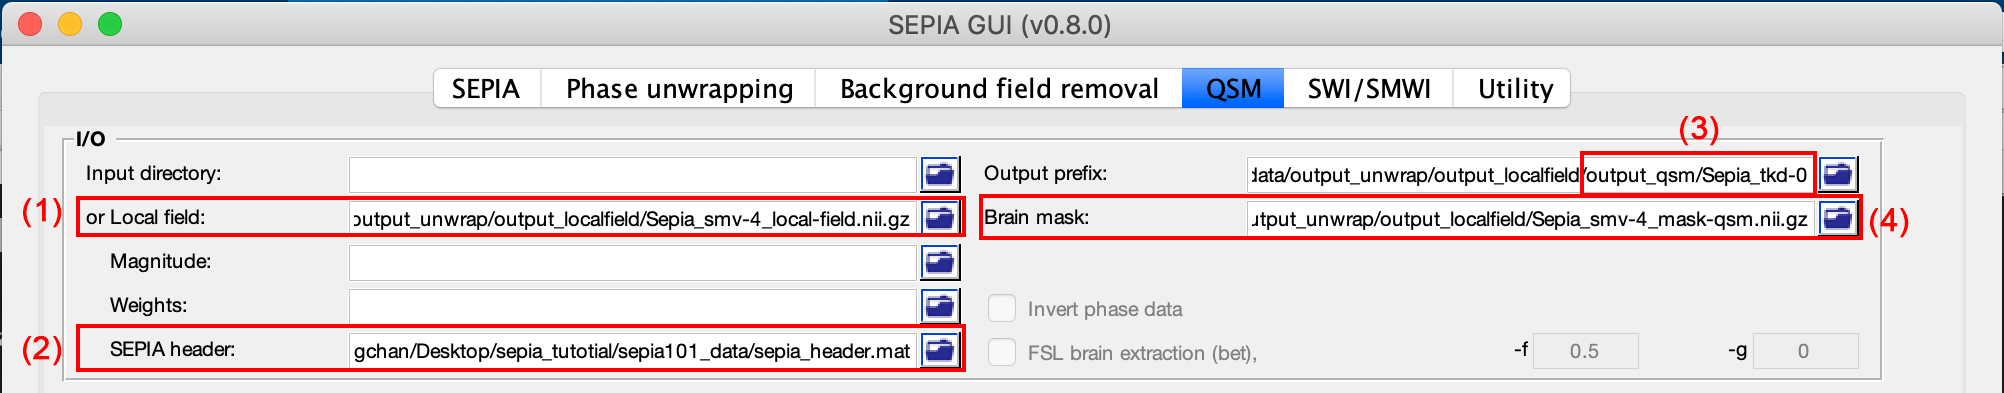 SEPIA GUI (v0.8.0)
SEPIA Phase unwrapping Background field removal QSM SWI/SMWI Utility
I/O
(3)
Input directory:
Output prefix: data/output_unwrap/output_localfield/output_qsm/Sepia_tkd-0
(1) or Local field: output_unwrap/output_localfield/Sepia_smv-4_local-field.nii.gz
Brain mask: utput_unwrap/output_localfield/Sepia_smv-4_mask-qsm.nii.gz (4)
Magnitude:
Weights:
Invert phase data
(2) SEPIA header: gchan/Desktop/sepia_tutotial/sepia101_data/sepia_header.mat
FSL brain extraction (bet), -f 0.5 -g 0